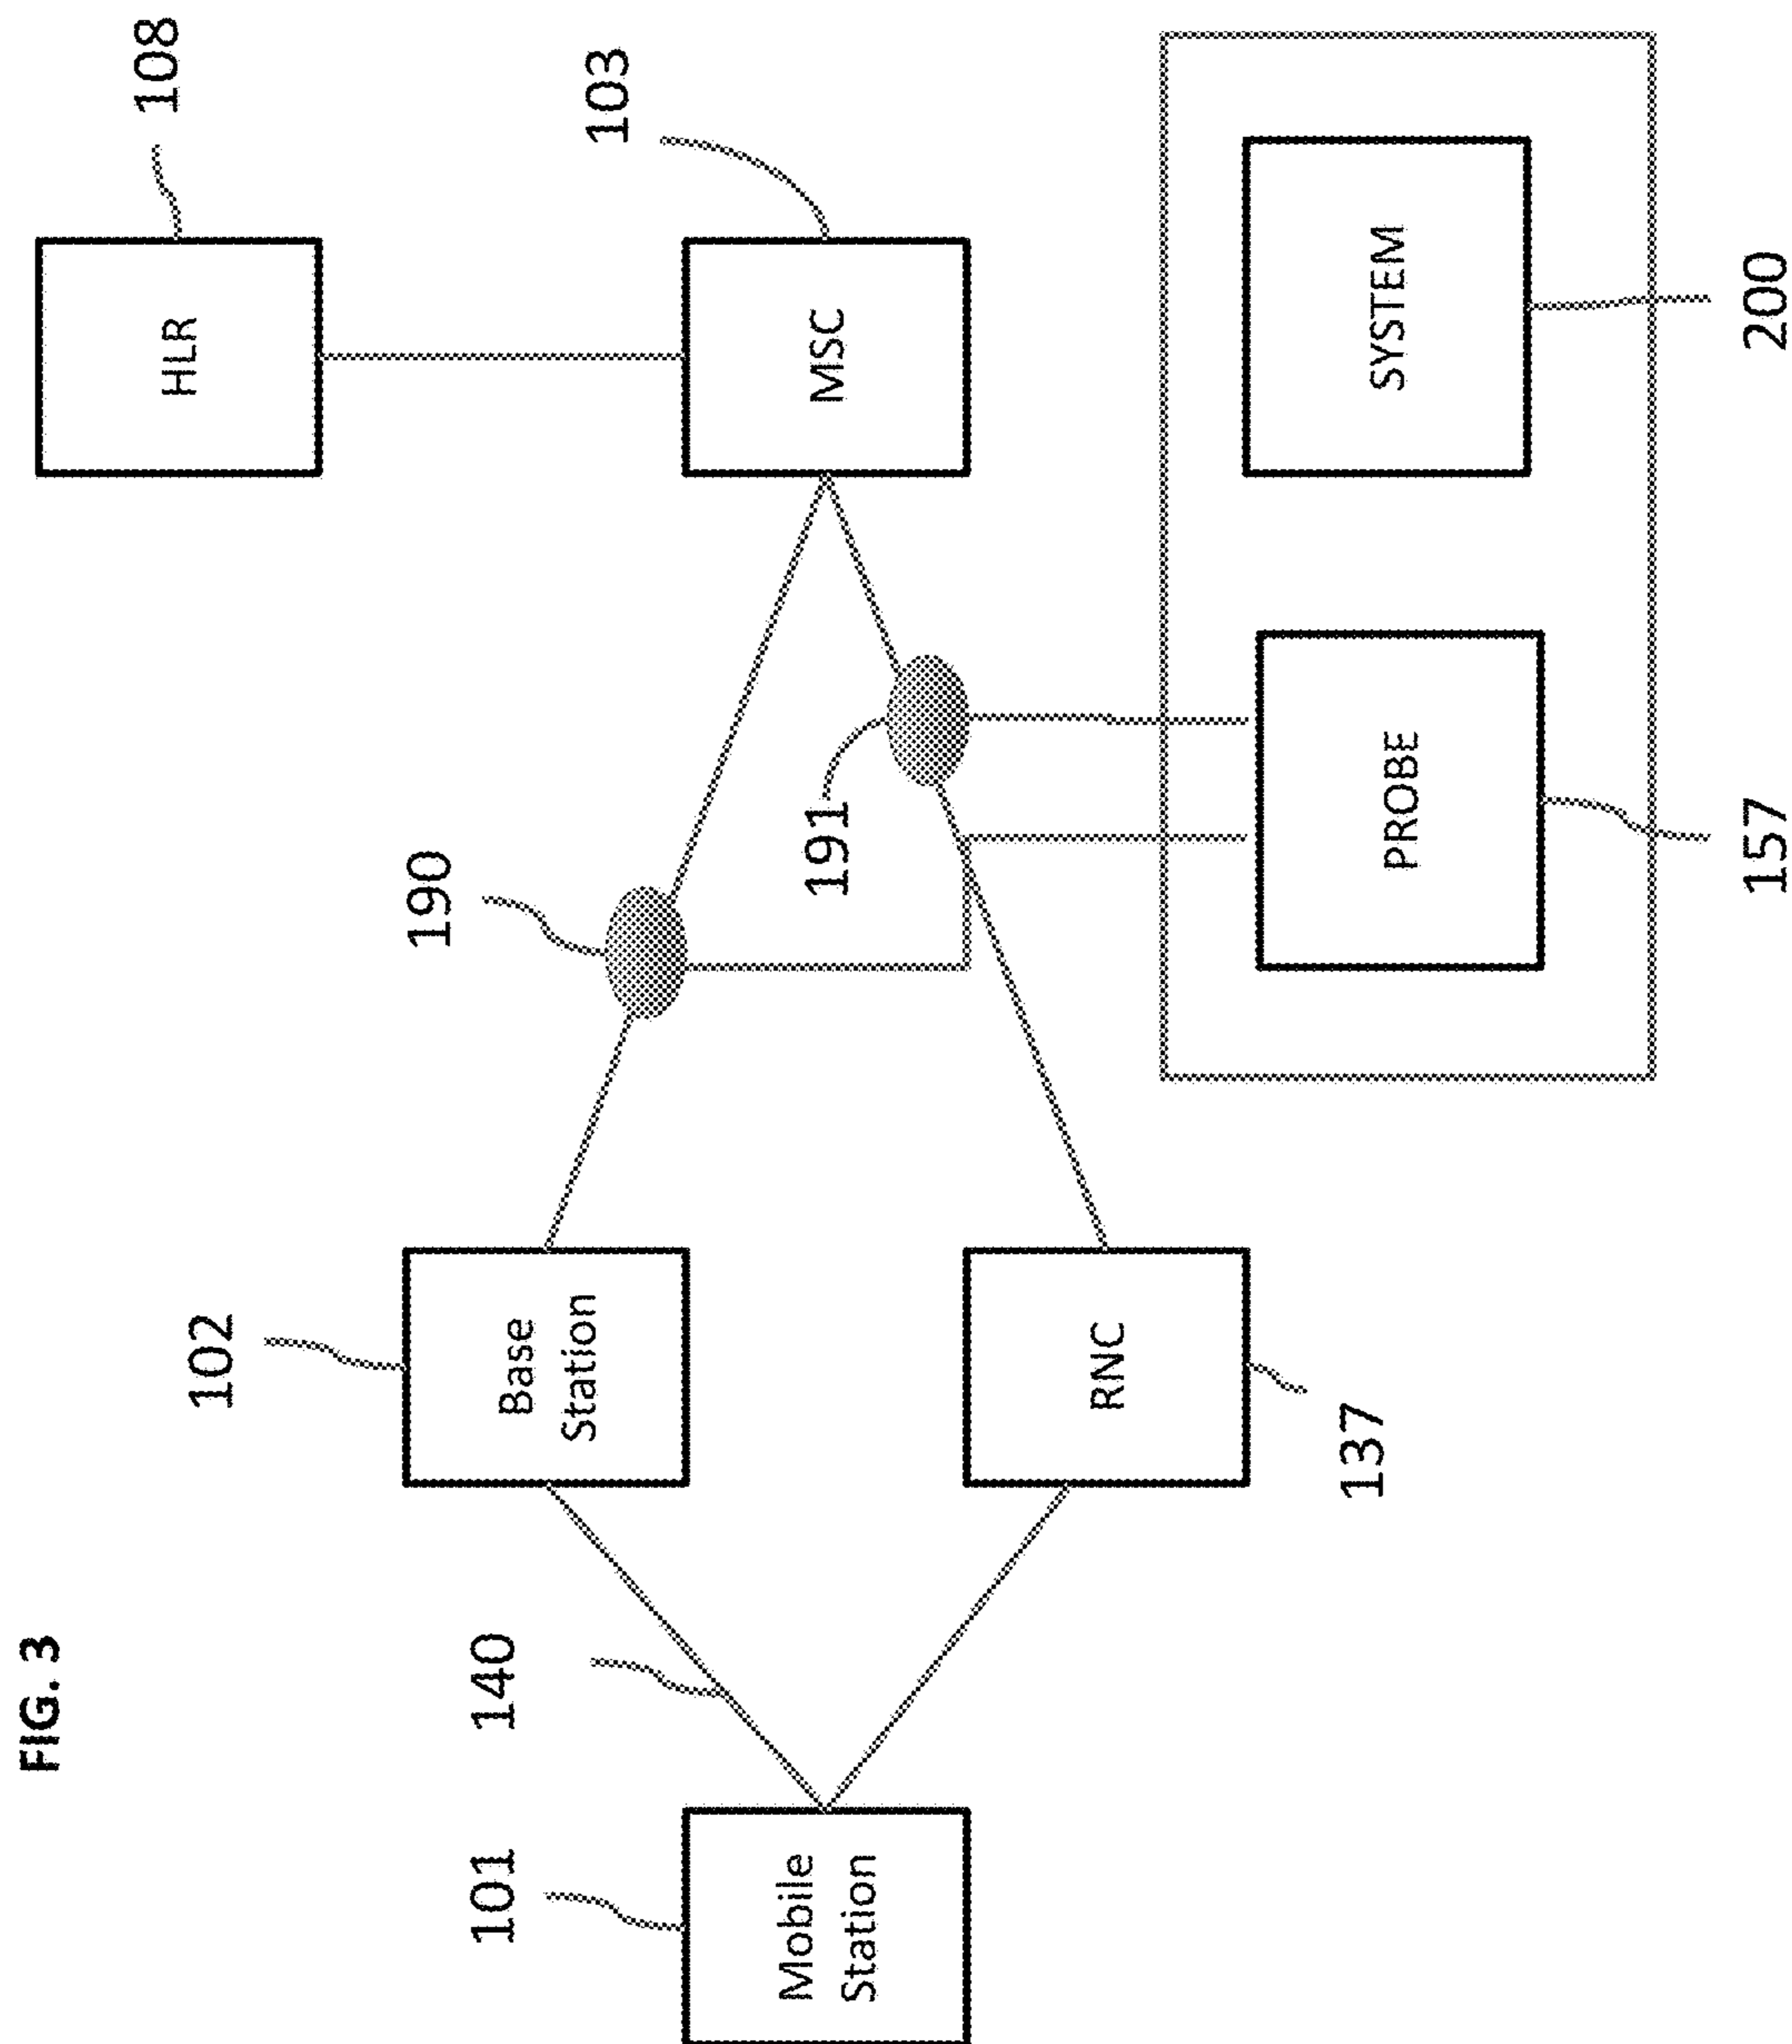 FIG. 3
108
HLR
103
MSC
190
191
102
Base
Station
140
101
Mobile
Station
RNC
137
PROBE
SYSTEM
157
200